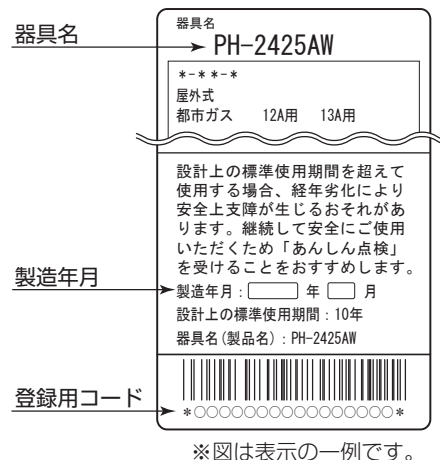 器具名
器具名
PH-2425AW
*-**-*
屋外式
都市ガス 12A用 13A用
設計上の標準使用期間を超えて
使用する場合、経年劣化により
安全上支障が生じるおそれがあ
ります。継続して安全にご使用
いただくため「あんしん点検」
を受けることをおすすめします。
製造年月
製造年月: 年 月
設計上の標準使用期間:10年
器具名(製品名):PH-2425AW
登録用コード
*○○○○○○○○○○○○○○○○*
※図は表示の一例です。